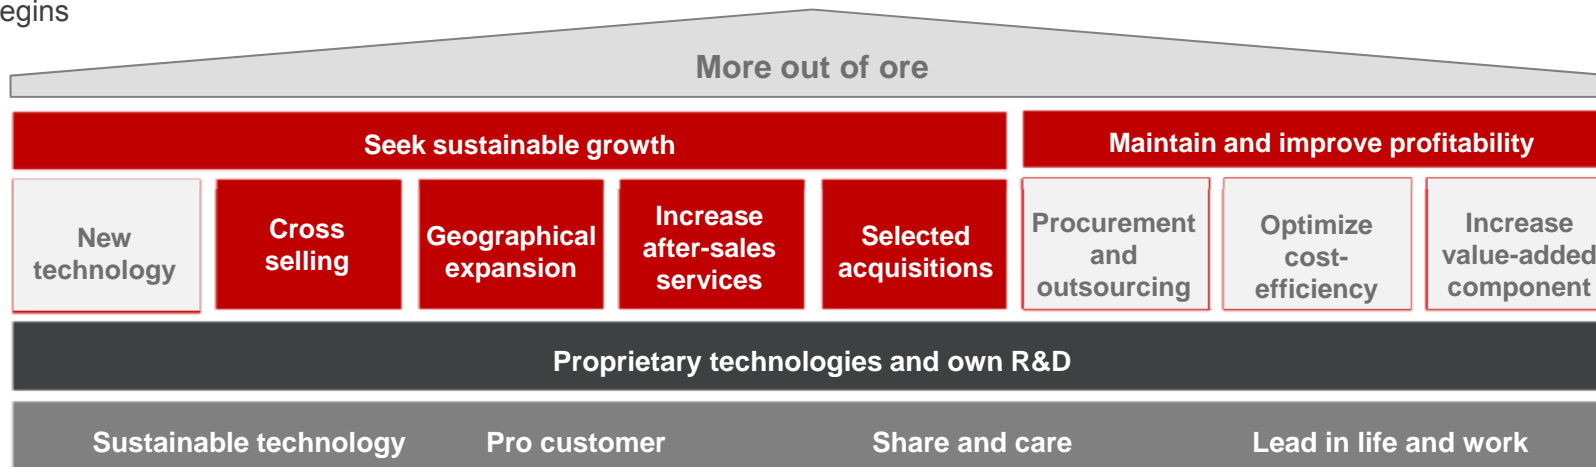 egins
More out of ore
Seek sustainable growth
Maintain and improve profitability
New
technology
Cross
selling
Geographical
expansion
Increase
after-sales
services
Selected
acquisitions
Procurement
and
outsourcing
Optimize
cost-
efficiency
Increase
value-added
component
Proprietary technologies and own R&D
Sustainable technology Pro customer Share and care Lead in life and work